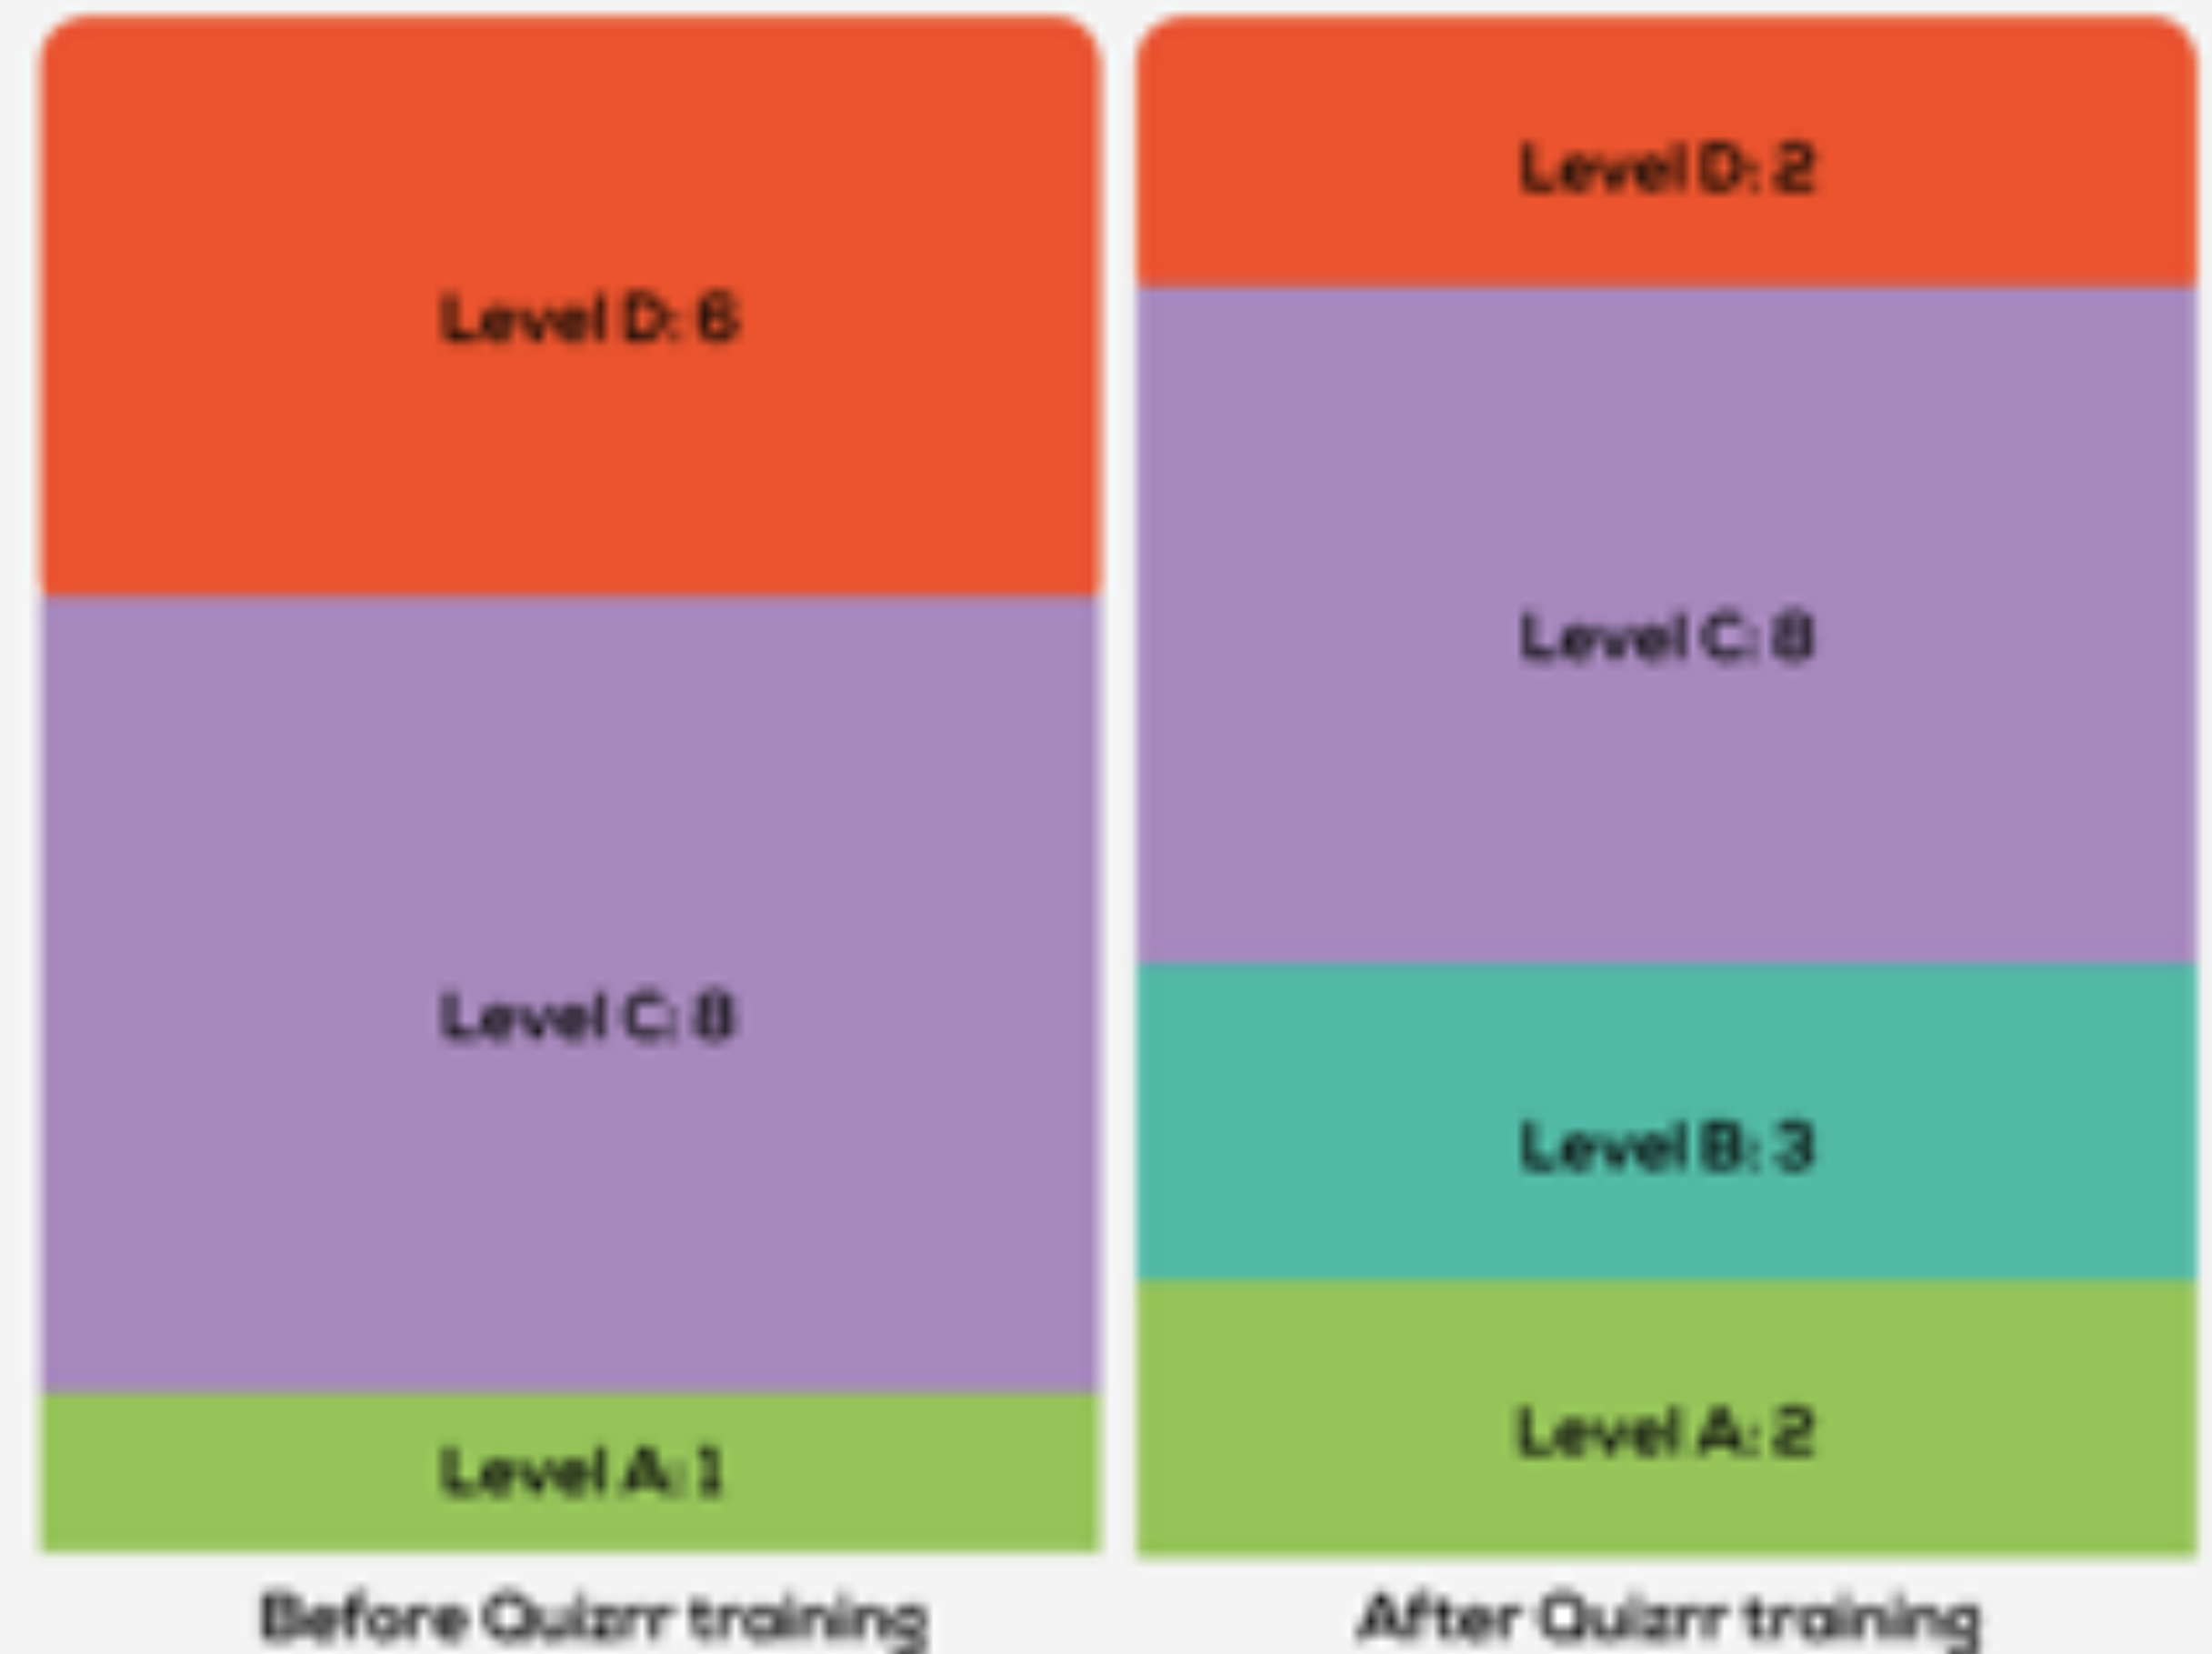 Level D: 6
Level C: 8
Level A: 1
Before Quizrr training
Level D: 2
Level C: 8
Level B: 3
Level A: 2
After Quizrr training